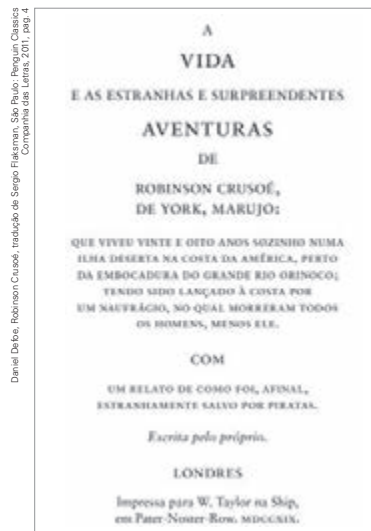 Daniel Defoe, Robinson Crusoé, tradução de Sergio Flaksman, São Paulo: Penguin Classics
Companhia das Letras, 2011, pag. 4
A
VIDA
E AS ESTRANHAS E SURPREENDENTES
AVENTURAS
DE
ROBINSON CRUSOÉ,
DE YORK, MARUJO:
QUE VIVEU VINTE E OITO ANOS SOZINHO NUMA
ILHA DESERTA NA COSTA DA AMÉRICA, PERTO
DA EMBOCADURA DO GRANDE RIO ORINOCO;
TENDO SIDO LANÇADO À COSTA POR
UM NAUFRÁGIO, NO QUAL MORRERAM TODOS
OS HOMENS, MENOS ELE.
COM
UM RELATO DE COMO FOI, AFINAL,
ESTRANHAMENTE SALVO POR PIRATAS.
Escrita pelo próprio.
LONDRES
Impressa para W. Taylor na Ship,
em Pater-Noster-Row. MDCCXIX.